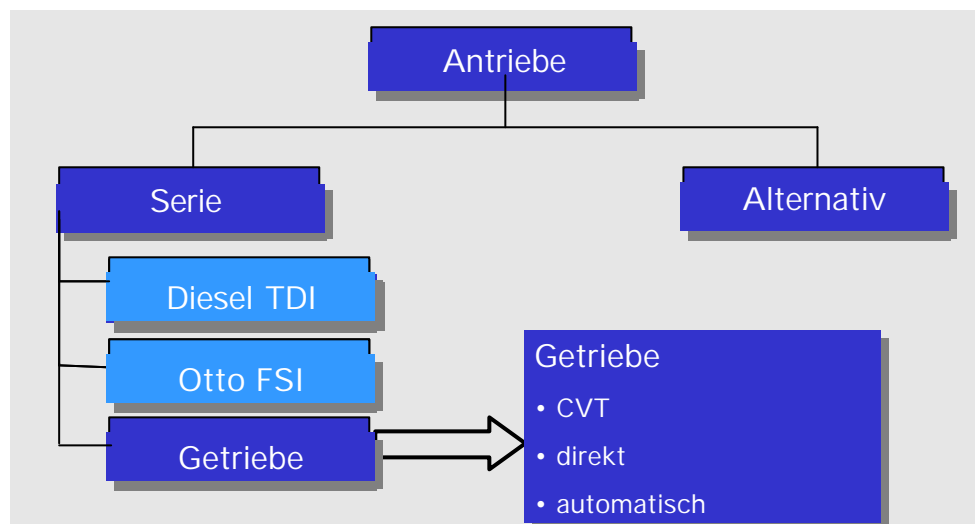 Antriebe
Serie
Alternativ
Diesel TDI
Otto FSI
Getriebe
Getriebe
• CVT
• direkt
• automatisch